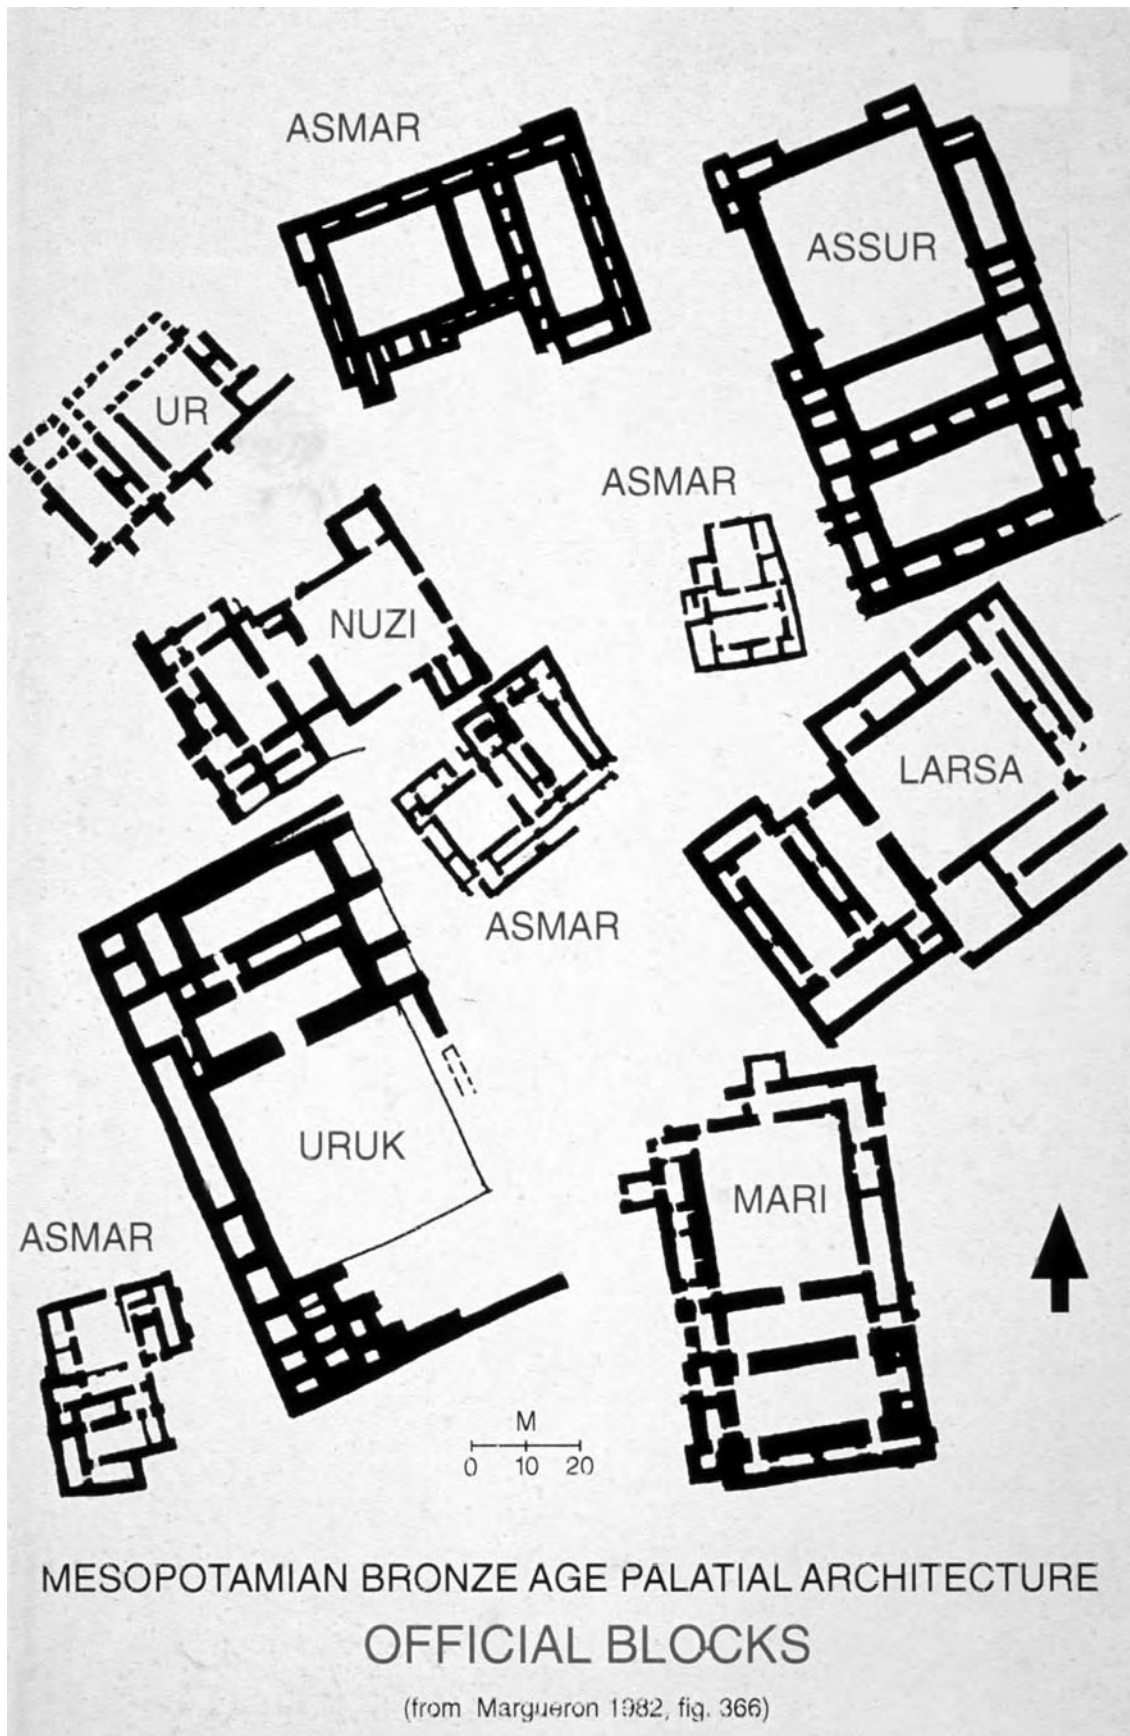 ASMAR
ASSUR
UR
ASMAR
NUZI
LARSA
ASMAR
URUK
MARI
ASMAR
M
0 10 20
MESOPOTAMIAN BRONZE AGE PALATIAL ARCHITECTURE
OFFICIAL BLOCKS
(from Margueron 1982, fig. 366)